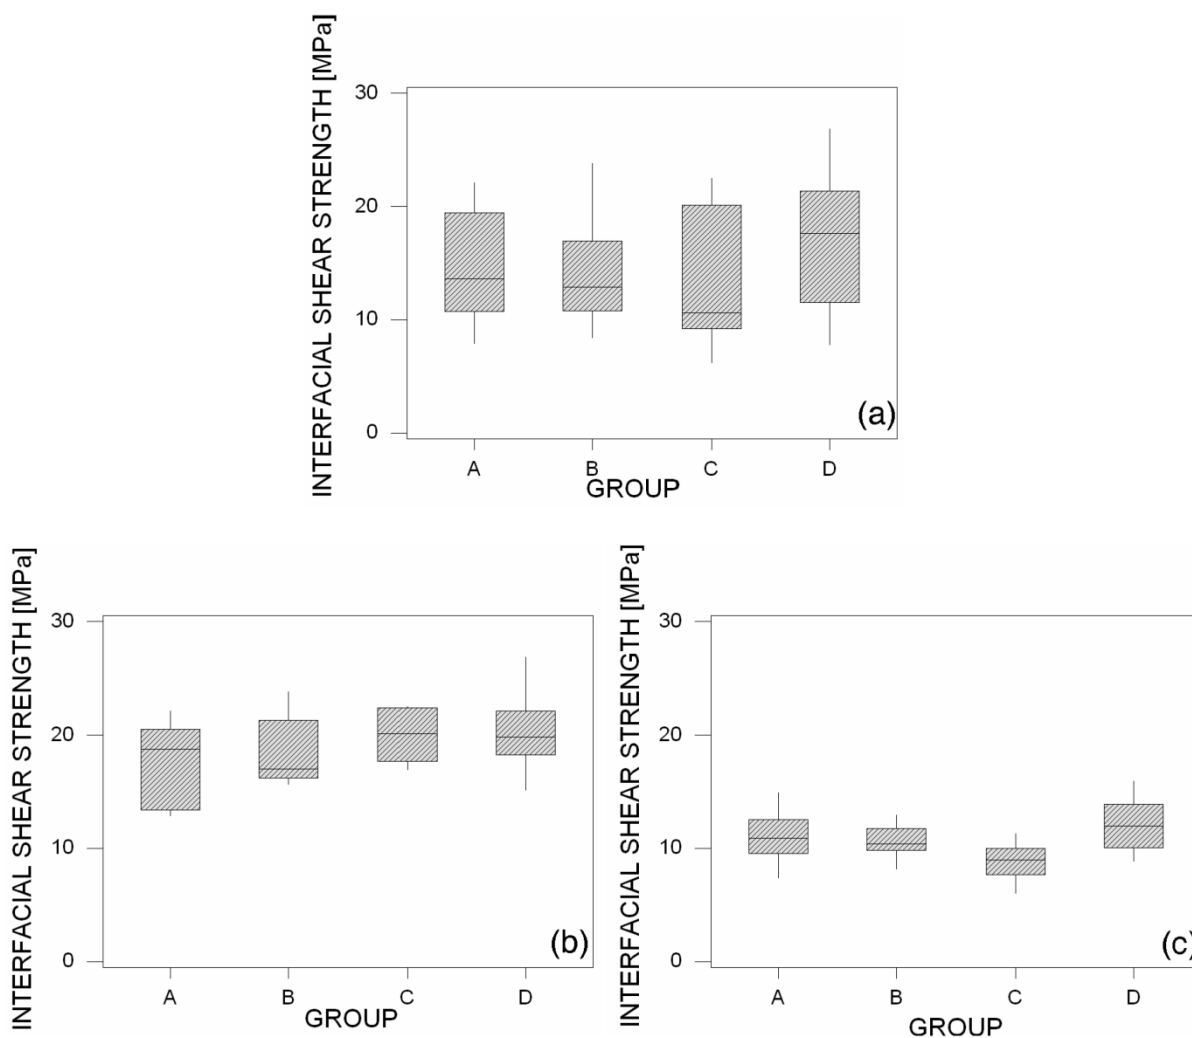 INTERFACIAL SHEAR STRENGTH [MPa]
30
20
10
0
(a)
A B C D
GROUP
INTERFACIAL SHEAR STRENGTH [MPa]
30
20
10
0
(b)
A B C D
GROUP
INTERFACIAL SHEAR STRENGTH [MPa]
30
20
10
0
(c)
A B C D
GROUP